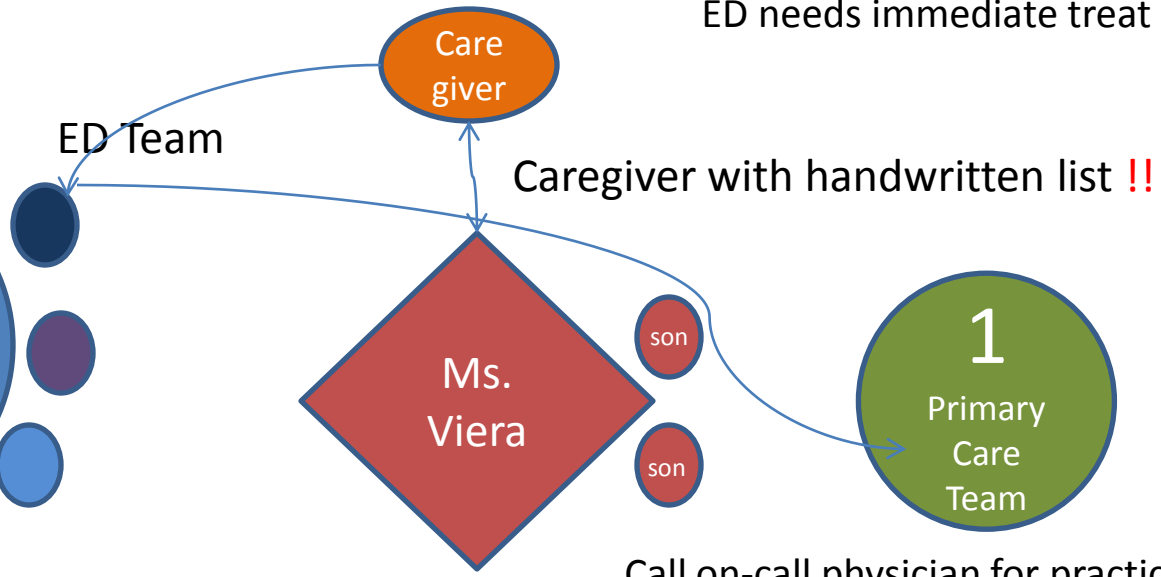 ED needs immediate treat
Care
giver
ED Team
Caregiver with handwritten list !!
son
1
Primary
Care
Team
Ms.
Viera
son
Call on-call physician for practic